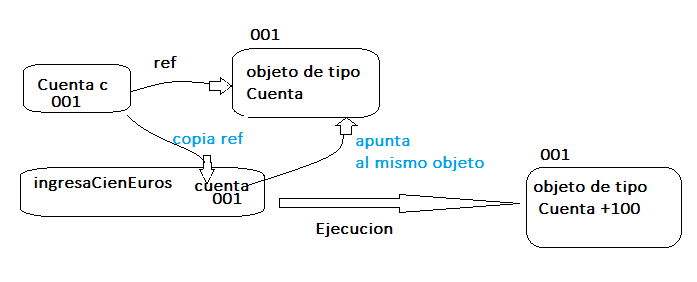 001
ref
objeto de tipo
Cuenta
Cuenta c
001
copia ref
apunta
al mismo objeto
ingresaCienEuros
cuenta
001
Ejecucion
001
objeto de tipo
Cuenta +100